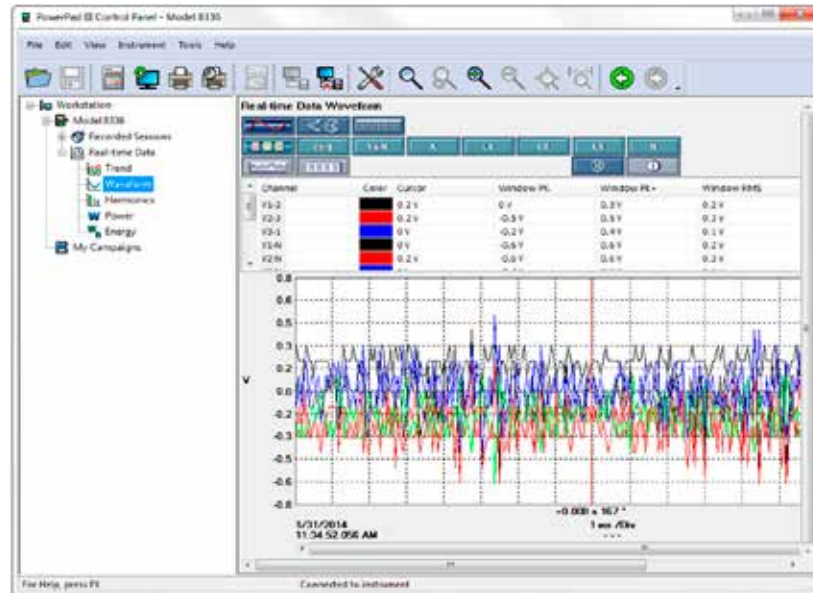 PowerPad III Control Panel - Model 8336
File Edit View Instrument Tools Help
Workstation
Model 8336
Recorded Sessions
Real-time Data
Trend
Waveform
Harmonics
Power
Energy
My Campaigns
Real-time Data Waveform
Channel Color Cursor Window Pk- Window Pk+ Window RMS
V1-2 0.2 V 0 V 0.3 V 0.2 V
V2-3 0.2 V -0.5 V 0.5 V 0.3 V
V3-1 0 V -0.2 V 0.4 V 0.1 V
V1-N 0 V -0.6 V 0.6 V 0.2 V
V2-N 0.2 V 0.6 V 0.3 V
0.8
0.6
0.5
0.3
0.2
V
0.0
-0.2
-0.3
-0.5
-0.6
-0.8
1/31/2014
11:34:52.056 AM
1 ms /Div
For Help, press F1 Connected to instrument